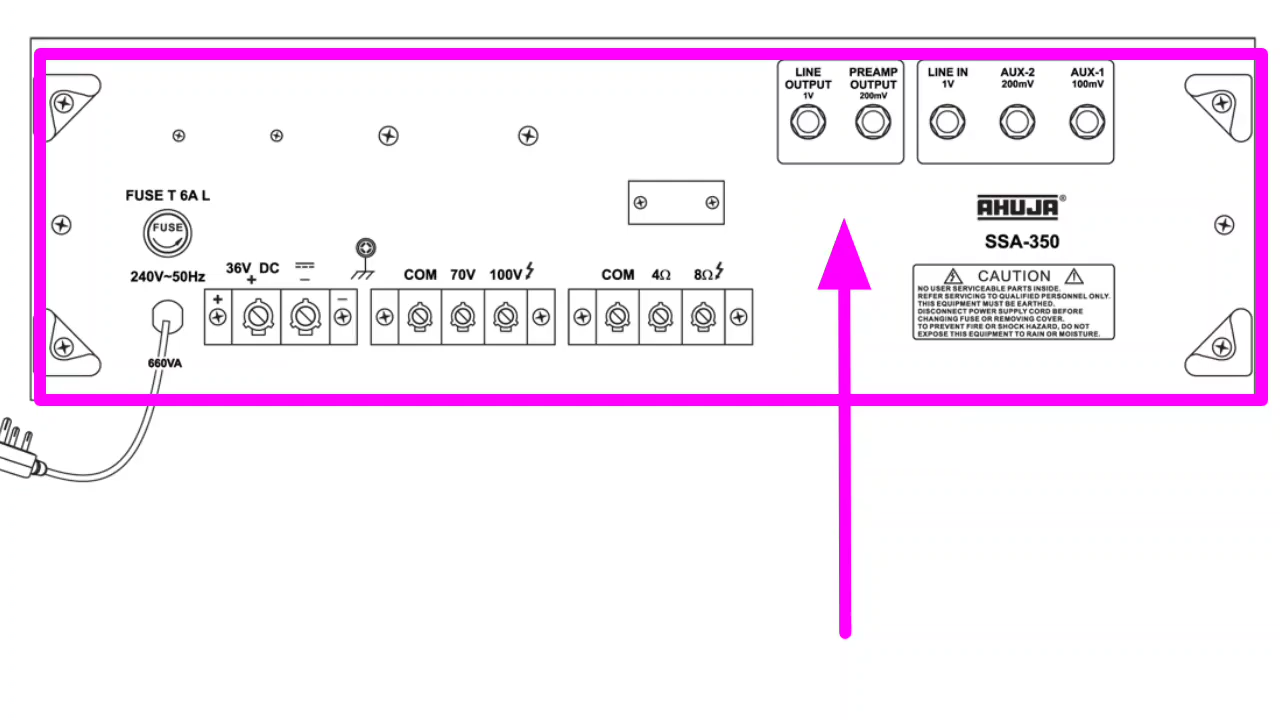 LINE
OUTPUT
1V
PREAMP
OUTPUT
200mV
LINE IN
1V
AUX-2
200mV
AUX-1
100mV
FUSE T 6A L
FUSE
240V~50Hz
660VA
36V DC
+
−
+
−
COM 70V 100V
COM 4Ω 8Ω
AHUJA®
SSA-350
CAUTION
NO USER SERVICEABLE PARTS INSIDE.
REFER SERVICING TO QUALIFIED PERSONNEL ONLY.
THIS EQUIPMENT MUST BE EARTHED.
DISCONNECT POWER SUPPLY CORD BEFORE
CHANGING FUSE OR REMOVING COVER.
TO PREVENT FIRE OR SHOCK HAZARD, DO NOT
EXPOSE THIS EQUIPMENT TO RAIN OR MOISTURE.